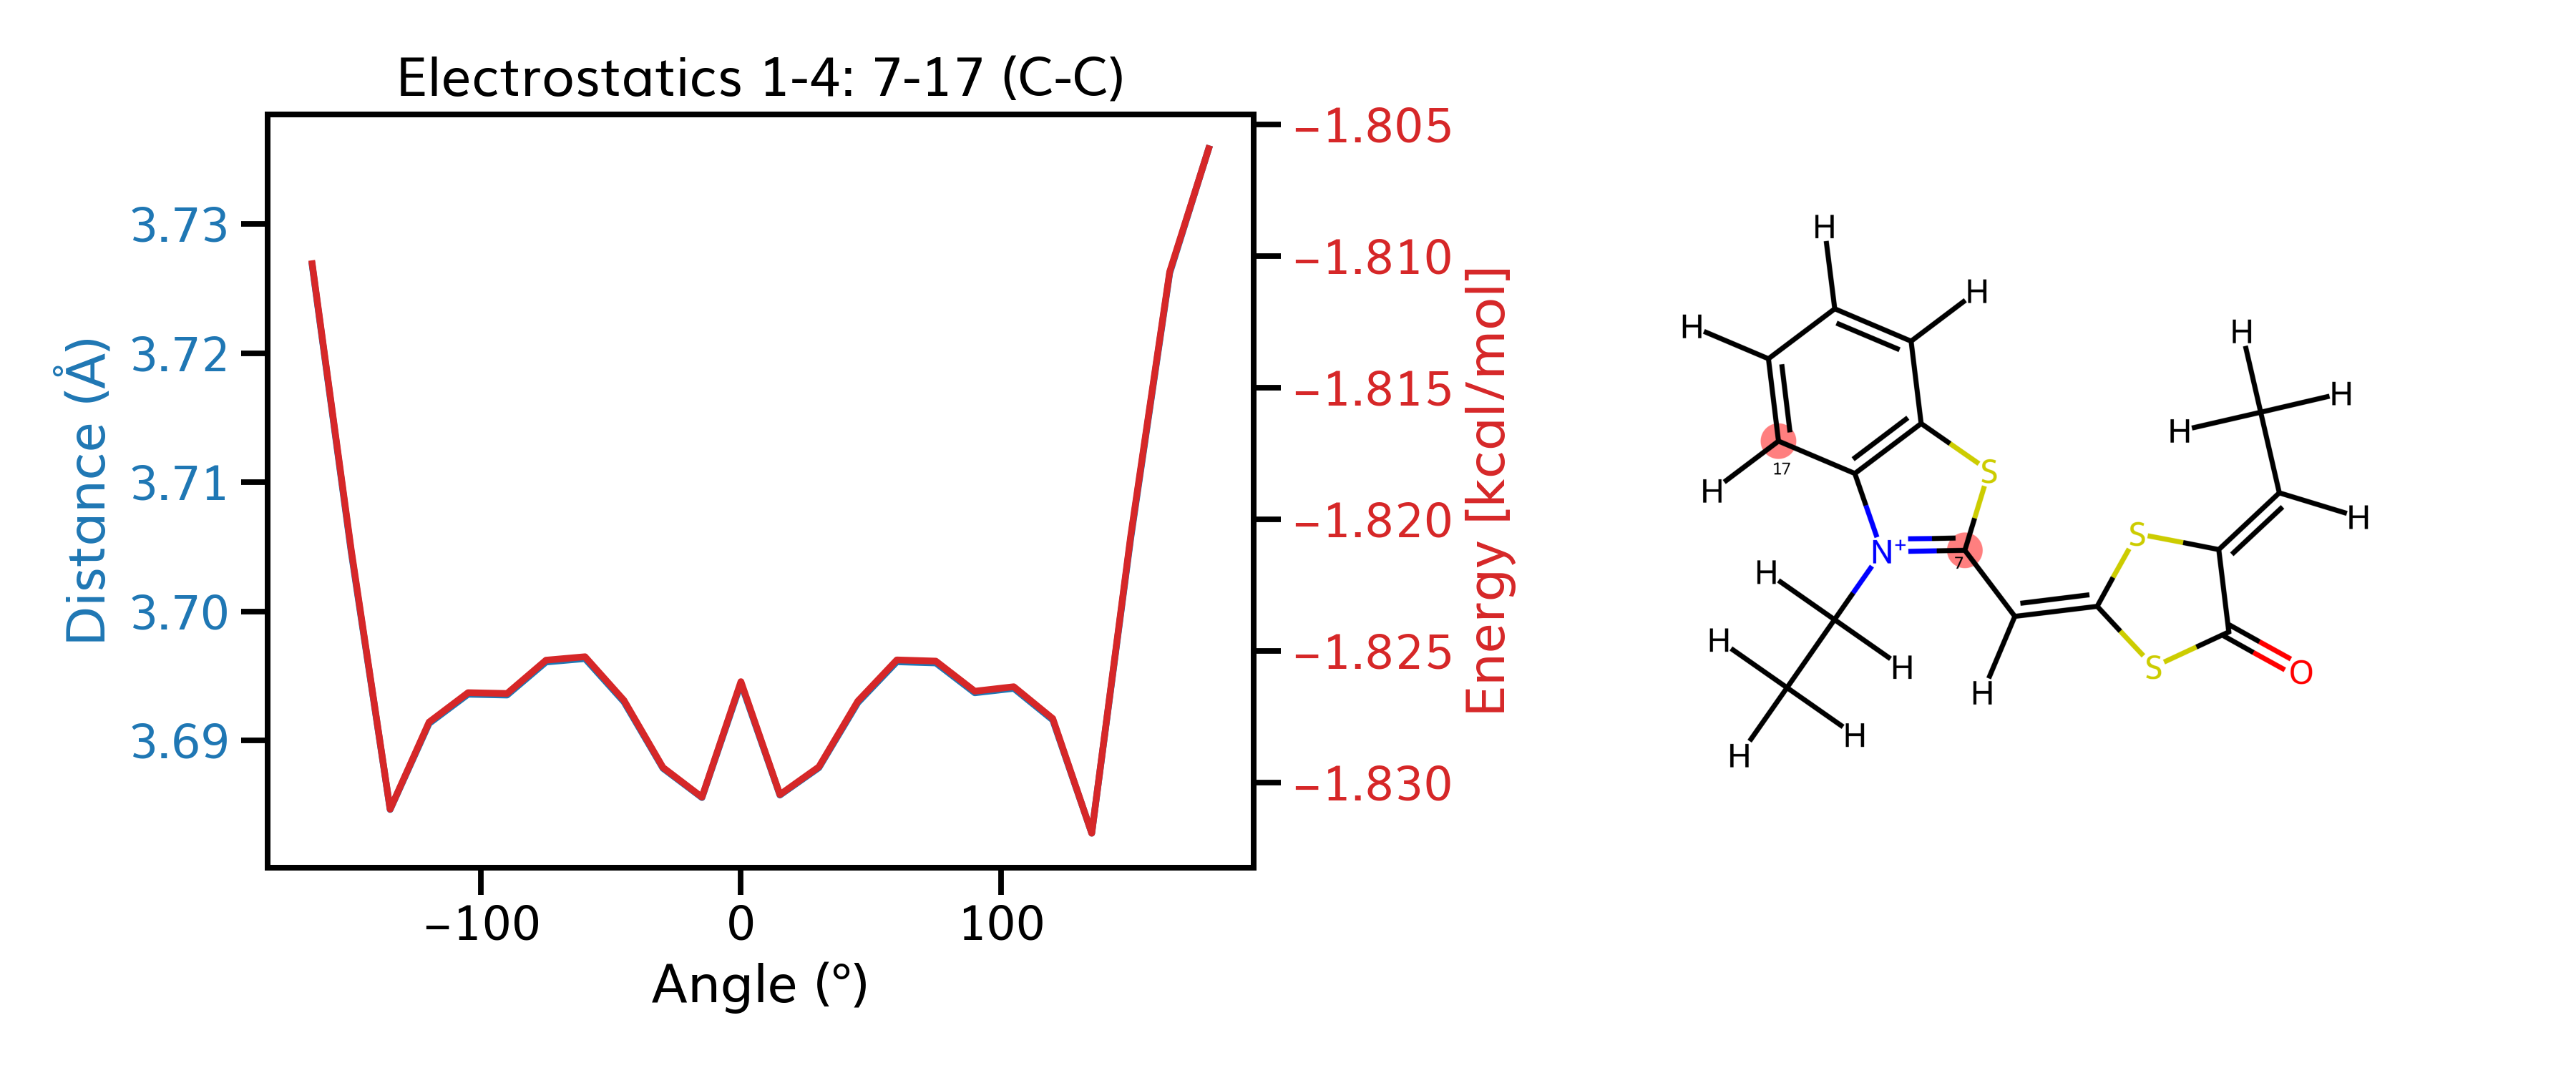 Electrostatics 1-4: 7-17 (C-C)
Distance (Å)
3.73
3.72
3.71
3.70
3.69
−1.805
−1.810
−1.815
−1.820
−1.825
−1.830
Energy [kcal/mol]
−100 0 100
Angle (°)
H
H
H
H
H
H
H
17
S
H
S
H
N+
7
H
H
H
S
O
H
H
H
H